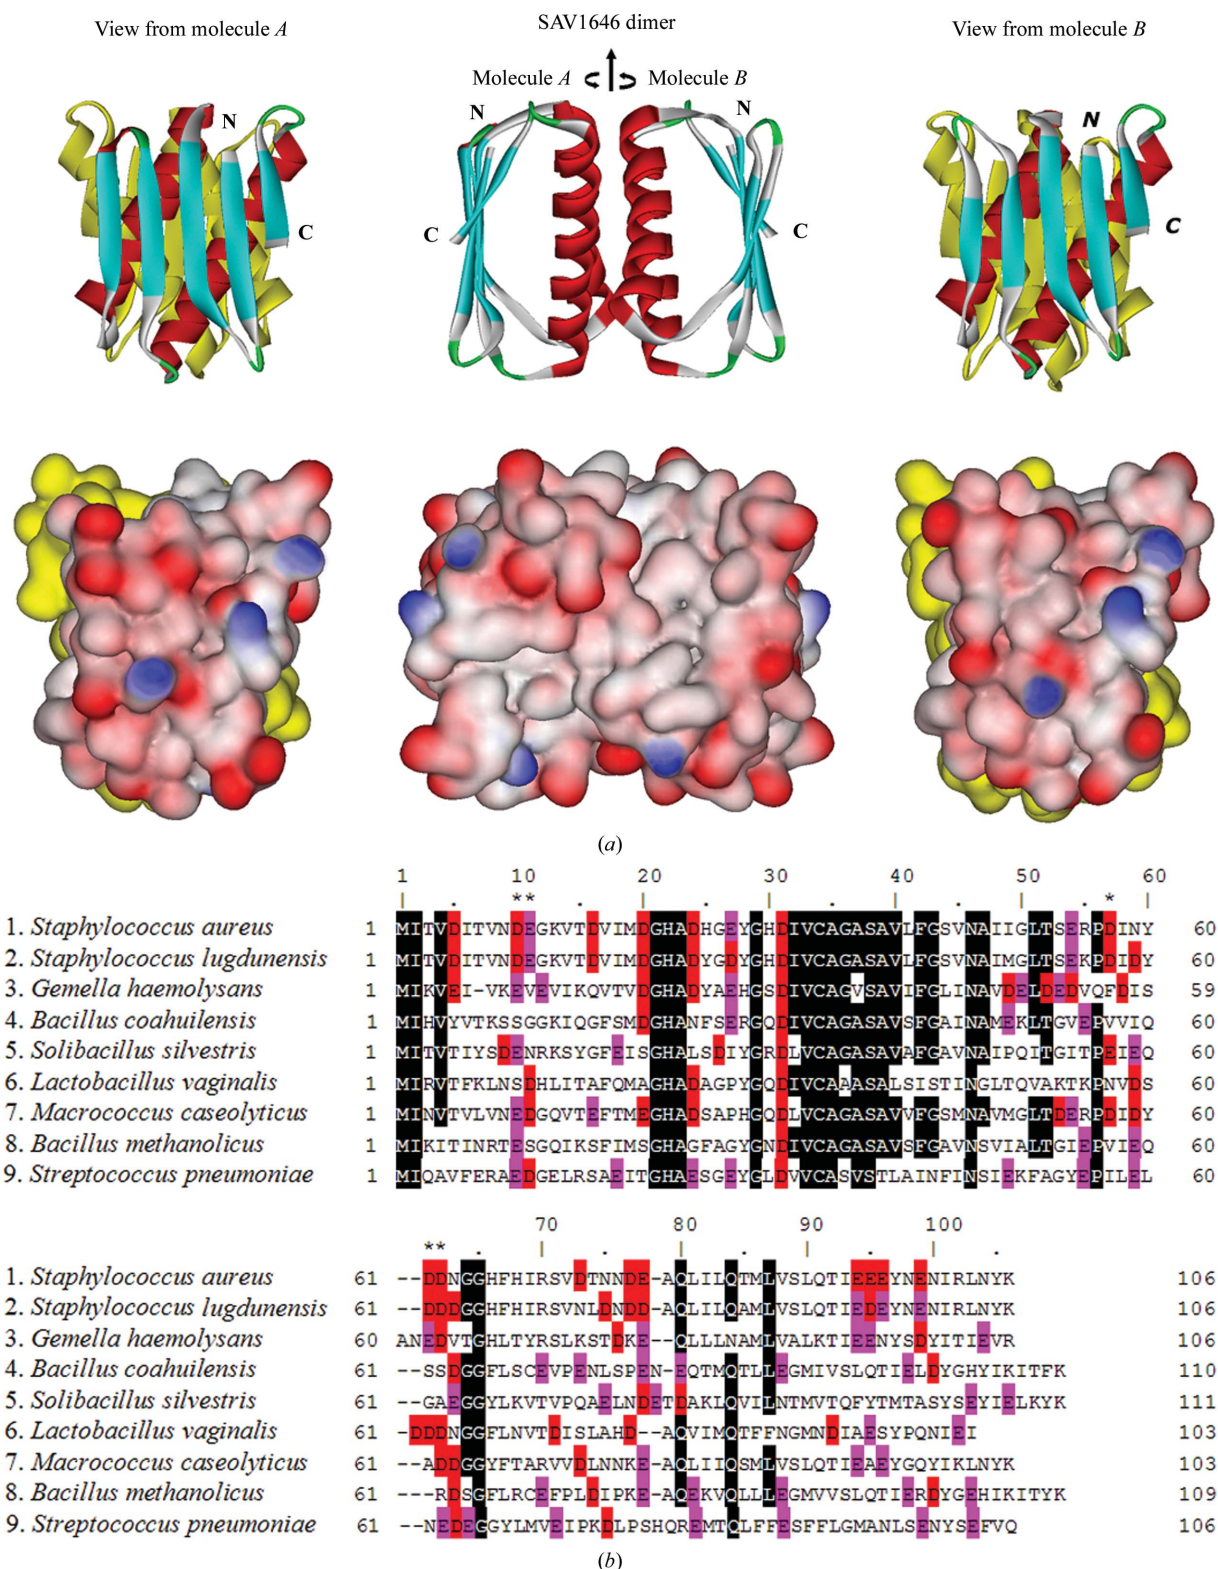 View from molecule A
SAV1646 dimer
View from molecule B
Molecule A
Molecule B
N
N
N
N
C
C
C
C
(a)
1 10 20 30 40 50 60
** *
1. Staphylococcus aureus 1 MITVDITVNDEGKVTDVIMDGHADHGEYGHDIVCAGASAVLFGSVNAIIGLTSERPDINY 60
2. Staphylococcus lugdunensis 1 MITVDITVNDEGKVTDVIMDGHADYGDYGHDIVCAGASAVLFGSVNAIMGLTSEKPDIDY 60
3. Gemella haemolysans 1 MIKVEI-VKEVEVIKQVTVDGHADYAEHGSDIVCAGVSAVIFGLINAVDELDEDVQFDIS 59
4. Bacillus coahuilensis 1 MIHVYVTKSSGGKIQGFSMDGHANFSERGQDIVCAGASAVSFGAINAMEKLTGVEPVVIQ 60
5. Solibacillus silvestris 1 MITVTIYSDENRKSYGFEISGHALSDIYGRDLVCAGASAVAFGAVNAIPQITGITPEIEQ 60
6. Lactobacillus vaginalis 1 MIRVTFKLNSDHLITAFQMAGHADAGPYGQDIVCAAASALSISTINGLTQVAKTKPNVDS 60
7. Macrococcus caseolyticus 1 MINVTVLVNEDGQVTEFTMEGHADSAPHGQDLVCAGASAVVFGSMNAVMGLTDERPDIDY 60
8. Bacillus methanolicus 1 MIKITINRTESGQIKSFIMSGHAGFAGYGNDIVCAGASAVSFGAVNSVIALTGIEPVIEQ 60
9. Streptococcus pneumoniae 1 MIQAVFERAEDGELRSAEITGHAESGEYGLDVVCASVSTLAINFINSIEKFAGYEPILEL 60
70 80 90 100
** . | . | . | . | .
1. Staphylococcus aureus 61 --DDNGGHFHIRSVDTNNDE-AQLILQTMLVSLQTIEEEYNENIRLNYK 106
2. Staphylococcus lugdunensis 61 --DDDGGHFHIRSVNLDNDD-AQLILQAMLVSLQTIEDEYNENIRLNYK 106
3. Gemella haemolysans 60 ANEDVTGHLTYRSLKSTDKE--QLLLNAMLVALKTIEENYSDYITIEVR 106
4. Bacillus coahuilensis 61 --SSDGGFLSCEVPENLSPEN-EQTMQTLLEGMIVSLQTIELDYGHYIKITFK 110
5. Solibacillus silvestris 61 --GAEGGYLKVTVPQAELNDETDAKLQVILNTMVTQFYTMTASYSEYIELKYK 111
6. Lactobacillus vaginalis 61 -DDDNGGFLNVTDISLAHD--AQVIMQTFFNGMNDIAESYPQNIEI 103
7. Macrococcus caseolyticus 61 --ADDGGYFTARVVDLNNKE-AQLIIQSMLVSLQTIEAEYGQYIKLNYK 103
8. Bacillus methanolicus 61 ---RDSGFLRCEFPLDIPKE-AQEKVQLLLEGMVVSLQTIERDYGEHIKITYK 109
9. Streptococcus pneumoniae 61 --NEDEGGYLMVEIPKDLPSHQREMTQLFFESFFLGMANLSENYSEFVQ 106
(b)